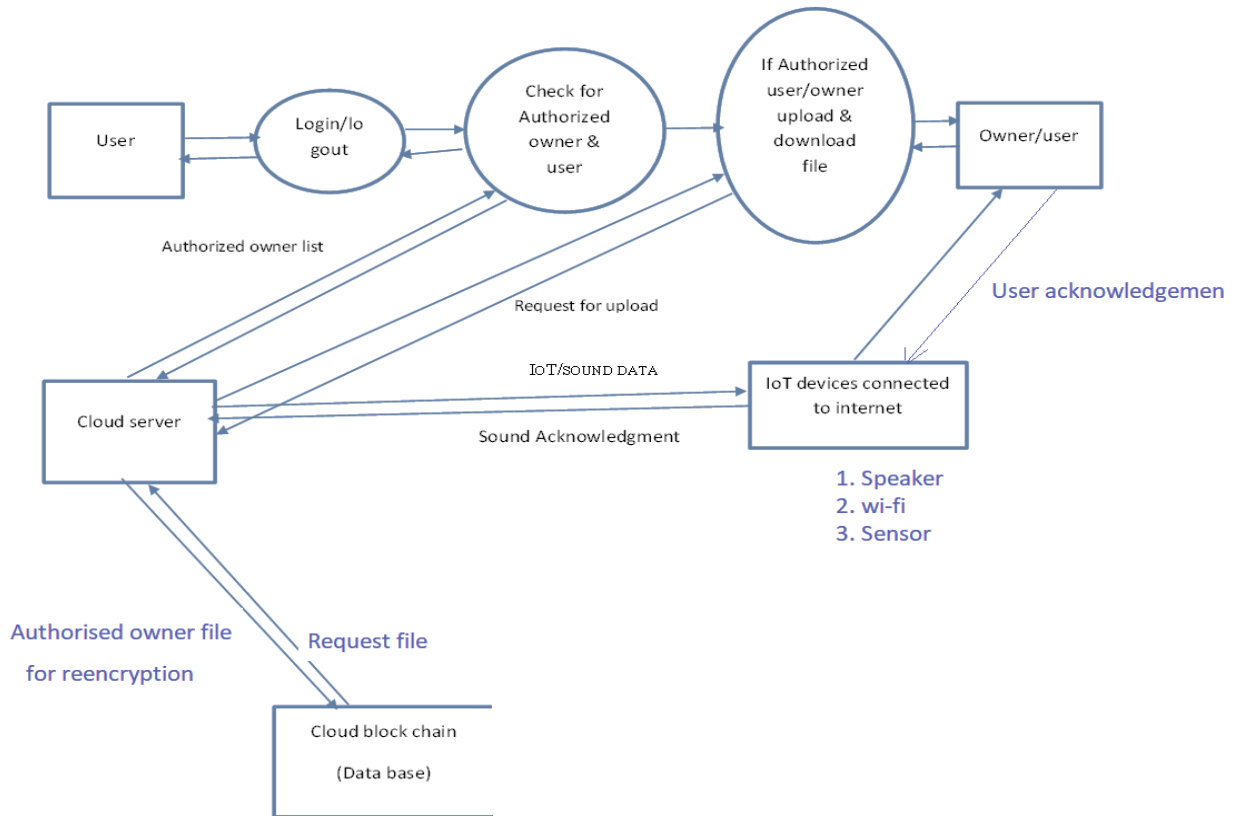 User
Login/lo
gout
Check for
Authorized
owner &
user
If Authorized
user/owner
upload &
download
file
Owner/user
Authorized owner list
Request for upload
User acknowledgemen
IoT/SOUND DATA
Sound Acknowledgment
Cloud server
IoT devices connected
to internet
1. Speaker
2. wi-fi
3. Sensor
Authorised owner file
for reencryption
Request file
Cloud block chain
(Data base)